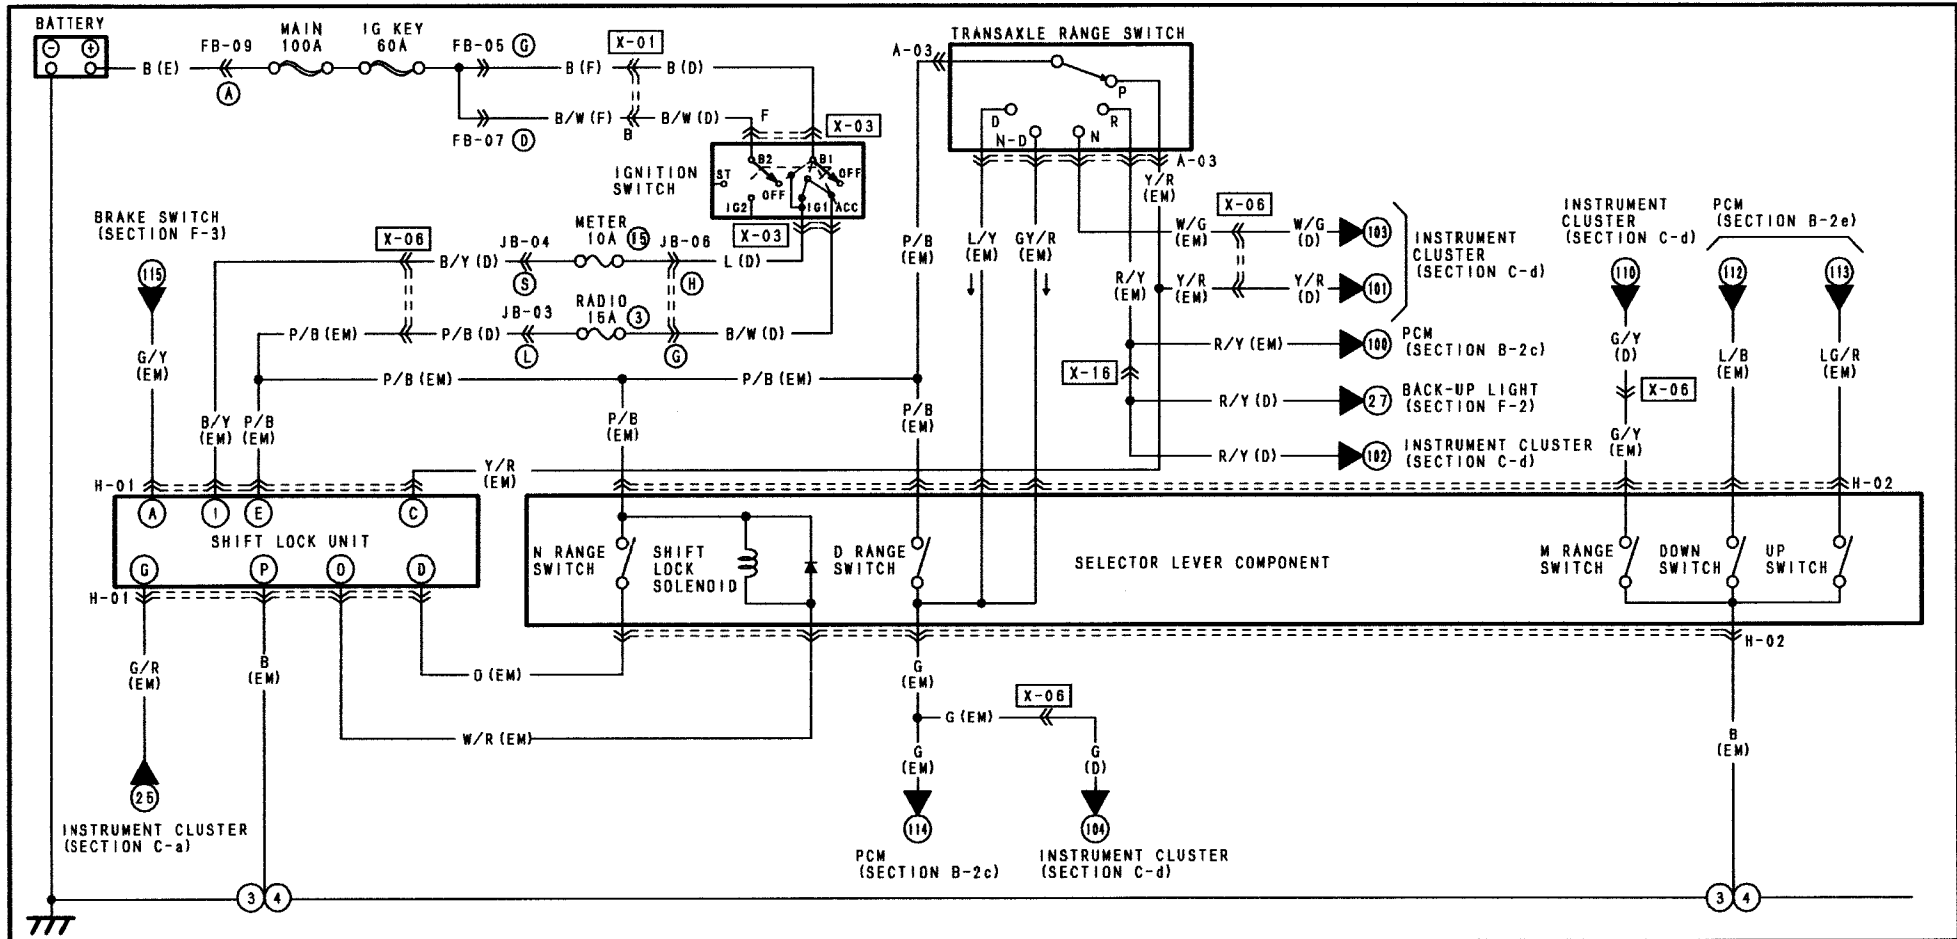 BATTERY
− +
B(E)
FB-09
A
MAIN
100A
IG KEY
60A
FB-05 G
B(F)
X-01
B(D)
FB-07 D
B/W(F)
B
B/W(D)
F
X-03
IGNITION
SWITCH
B2
B1
ST
OFF
OFF
IG2
IG1
ACC
X-03
A-03
TRANSAXLE RANGE SWITCH
P
R
N
N-D
D
A-03
Y/R
(EM)
BRAKE SWITCH
(SECTION F-3)
115
G/Y
(EM)
X-06
B/Y(D)
JB-04
S
METER
10A 15
JB-06
H
L(D)
P/B(EM)
P/B(D)
JB-03
L
RADIO
15A 3
G
B/W(D)
P/B(EM)
P/B(EM)
P/B
(EM)
L/Y
(EM)
GY/R
(EM)
W/G
(EM)
X-06
W/G
(D)
103
R/Y
(EM)
Y/R
(EM)
Y/R
(D)
101
INSTRUMENT
CLUSTER
(SECTION C-d)
R/Y(EM)
100
PCM
(SECTION B-2c)
X-16
R/Y(D)
27
BACK-UP LIGHT
(SECTION F-2)
R/Y(D)
102
INSTRUMENT CLUSTER
(SECTION C-d)
INSTRUMENT
CLUSTER
(SECTION C-d)
110
G/Y
(D)
X-06
G/Y
(EM)
PCM
(SECTION B-2e)
112
113
L/B
(EM)
LG/R
(EM)
B/Y
(EM)
P/B
(EM)
P/B
(EM)
P/B
(EM)
Y/R
(EM)
H-01
A
I
E
C
SHIFT LOCK UNIT
G
P
O
D
H-01
H-02
N RANGE
SWITCH
SHIFT
LOCK
SOLENOID
D RANGE
SWITCH
SELECTOR LEVER COMPONENT
M RANGE
SWITCH
DOWN
SWITCH
UP
SWITCH
H-02
G/R
(EM)
B
(EM)
O(EM)
W/R(EM)
G
(EM)
G(EM)
X-06
G
(EM)
G
(D)
B
(EM)
26
INSTRUMENT CLUSTER
(SECTION C-a)
114
PCM
(SECTION B-2c)
104
INSTRUMENT CLUSTER
(SECTION C-d)
3 4
3 4